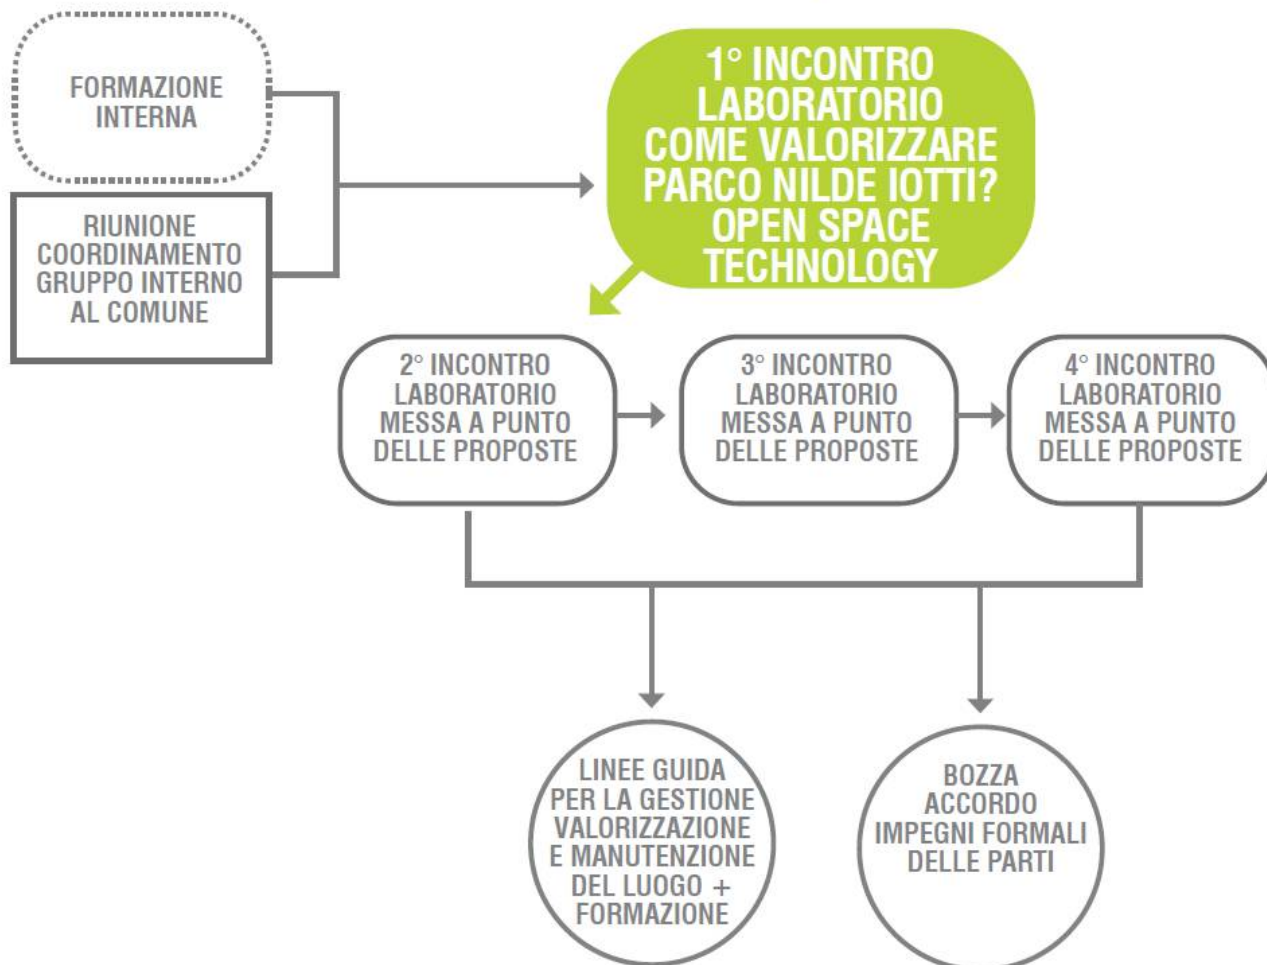 FORMAZIONE
INTERNA
RIUNIONE
COORDINAMENTO
GRUPPO INTERNO
AL COMUNE
1° INCONTRO
LABORATORIO
COME VALORIZZARE
PARCO NILDE IOTTI?
OPEN SPACE
TECHNOLOGY
2° INCONTRO
LABORATORIO
MESSA A PUNTO
DELLE PROPOSTE
3° INCONTRO
LABORATORIO
MESSA A PUNTO
DELLE PROPOSTE
4° INCONTRO
LABORATORIO
MESSA A PUNTO
DELLE PROPOSTE
LINEE GUIDA
PER LA GESTIONE
VALORIZZAZIONE
E MANUTENZIONE
DEL LUOGO +
FORMAZIONE
BOZZA
ACCORDO
IMPEGNI FORMALI
DELLE PARTI